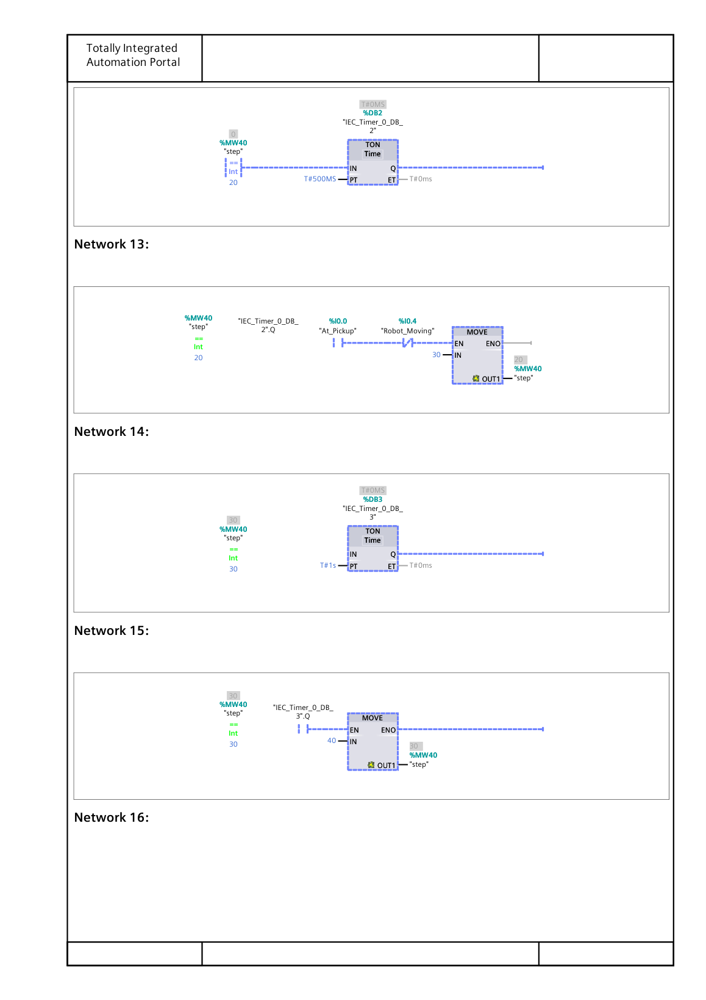 Totally Integrated
Automation Portal
T#0MS
%DB2
"IEC_Timer_0_DB_
2"
0
%MW40
"step"
==
Int
20
TON
Time
IN Q
T#500MS PT ET T#0ms
Network 13:
%MW40
"step"
==
Int
20
"IEC_Timer_0_DB_
2".Q
%I0.0
"At_Pickup"
%I0.4
"Robot_Moving"
MOVE
EN ENO
30 IN
OUT1
20
%MW40
"step"
Network 14:
T#0MS
%DB3
"IEC_Timer_0_DB_
3"
30
%MW40
"step"
==
Int
30
TON
Time
IN Q
T#1s PT ET T#0ms
Network 15:
30
%MW40
"step"
==
Int
30
"IEC_Timer_0_DB_
3".Q
MOVE
EN ENO
40 IN
OUT1
30
%MW40
"step"
Network 16: